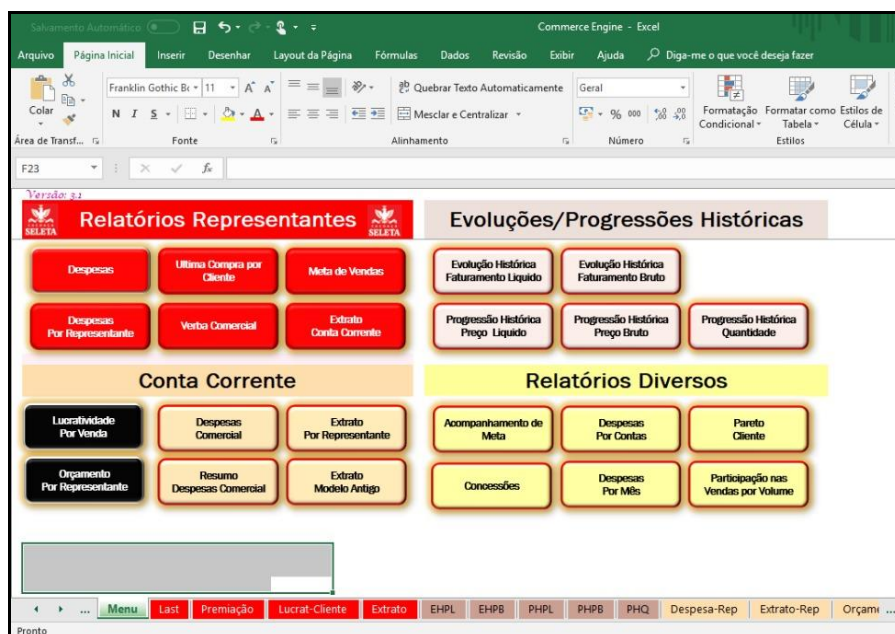 Salvamento Automático
Commerce Engine - Excel
Arquivo Página Inicial Inserir Desenhar Layout da Página Fórmulas Dados Revisão Exibir Ajuda Diga-me o que você deseja fazer
Colar
Franklin Gothic Bc 11
N I S
Quebrar Texto Automaticamente
Mesclar e Centralizar
Geral
% 000
Formatação Condicional
Formatar como Tabela
Estilos de Célula
Área de Transf... Fonte Alinhamento Número Estilos
F23 fx
Versão: 3.1
SELETA
Relatórios Representantes
SELETA
Evoluções/Progressões Históricas
Despesas
Ultima Compra por
Cliente
Meta de Vendas
Evolução Histórica
Faturamento Liquido
Evolução Histórica
Faturamento Bruto
Despesas
Por Representante
Verba Comercial
Extrato
Conta Corrente
Progressão Histórica
Preço Liquido
Progressão Histórica
Preço Bruto
Progressão Histórica
Quantidade
Conta Corrente
Relatórios Diversos
Lucratividade
Por Venda
Despesas
Comercial
Extrato
Por Representante
Acompanhamento de
Meta
Despesas
Por Contas
Pareto
Cliente
Orçamento
Por Representante
Resumo
Despesas Comercial
Extrato
Modelo Antigo
Concessões
Despesas
Por Mês
Participação nas
Vendas por Volume
... Menu Last Premiação Lucrat-Cliente Extrato EHPL EHPB PHPL PHPB PHQ Despesa-Rep Extrato-Rep Orçame ...
Pronto